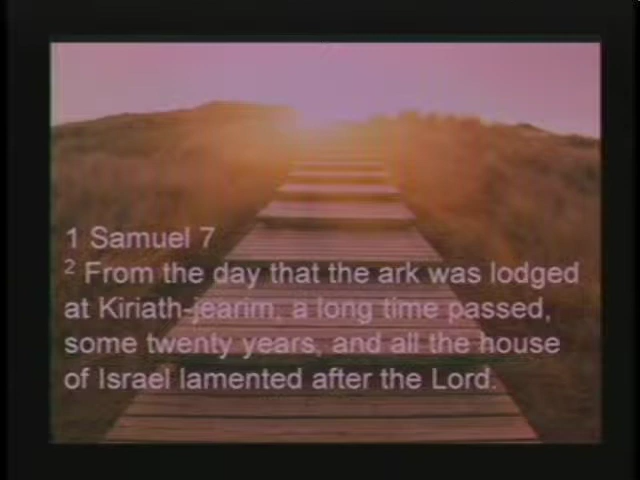 1 Samuel 7
2 From the day that the ark was lodged
at Kiriath-jearim, a long time passed,
some twenty years, and all the house
of Israel lamented after the Lord.